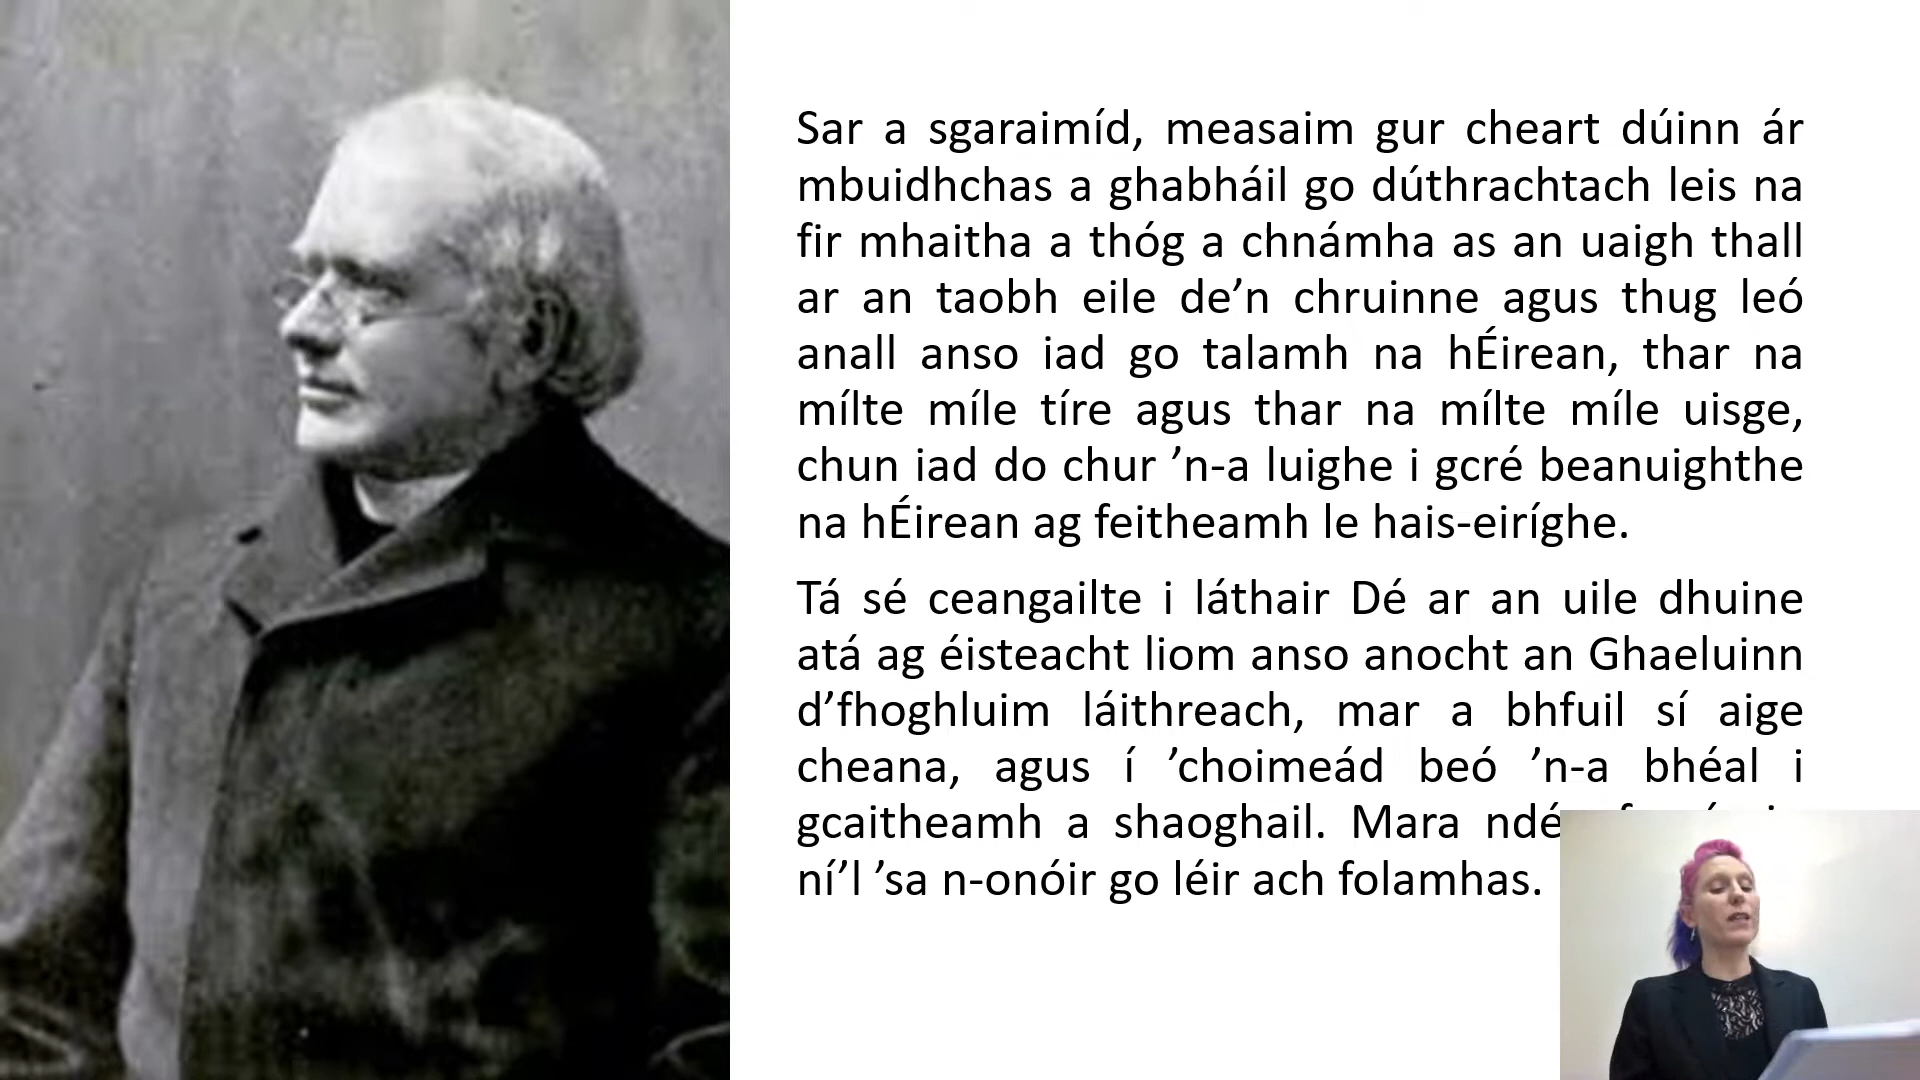 Sar a sgaraimíd, measaim gur cheart dúinn ár
mbuidhchas a ghabháil go dúthrachtach leis na
fir mhaitha a thóg a chnámha as an uaigh thall
ar an taobh eile de’n chruinne agus thug leó
anall anso iad go talamh na hÉirean, thar na
mílte míle tíre agus thar na mílte míle uisge,
chun iad do chur ’n-a luighe i gcré beanuighthe
na hÉirean ag feitheamh le hais-eiríghe.
Tá sé ceangailte i láthair Dé ar an uile dhuine
atá ag éisteacht liom anso anocht an Ghaeluinn
d’fhoghluim láithreach, mar a bhfuil sí aige
cheana, agus í ’choimeád beó ’n-a bhéal i
gcaitheamh a shaoghail. Mara
ní’l ’sa n-onóir go léir ach folamhas.